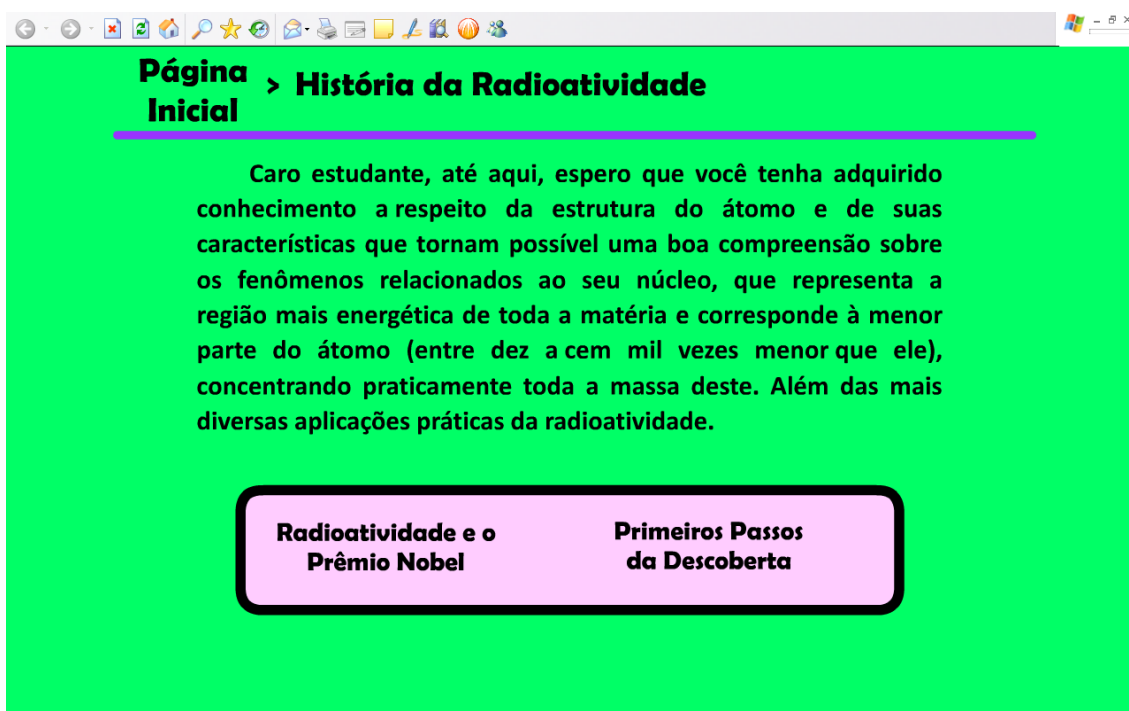 Página
Inicial
> História da Radioatividade
Caro estudante, até aqui, espero que você tenha adquirido
conhecimento a respeito da estrutura do átomo e de suas
características que tornam possível uma boa compreensão sobre
os fenômenos relacionados ao seu núcleo, que representa a
região mais energética de toda a matéria e corresponde à menor
parte do átomo (entre dez a cem mil vezes menor que ele),
concentrando praticamente toda a massa deste. Além das mais
diversas aplicações práticas da radioatividade.
Radioatividade e o
Prêmio Nobel
Primeiros Passos
da Descoberta